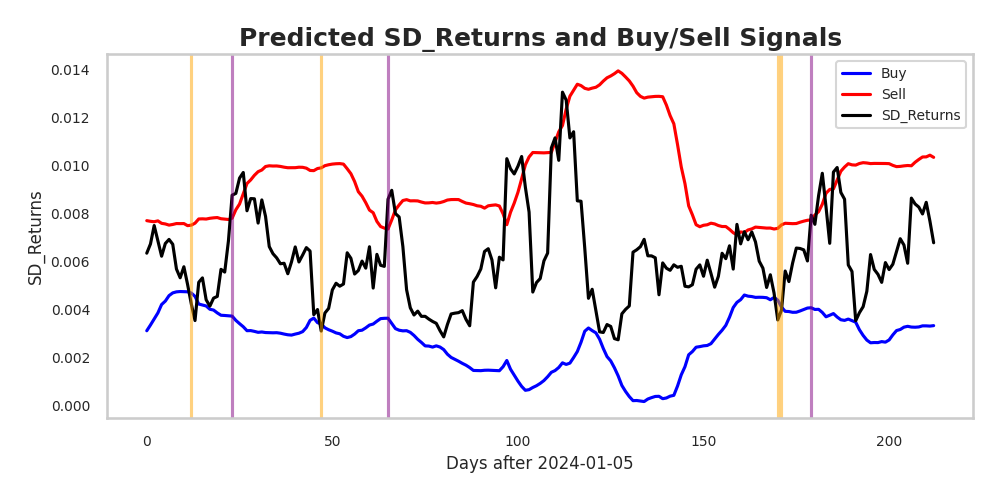 Predicted SD_Returns and Buy/Sell Signals
Buy
Sell
SD_Returns
SD_Returns
0.014
0.012
0.010
0.008
0.006
0.004
0.002
0.000
0
50
100
150
200
Days after 2024-01-05